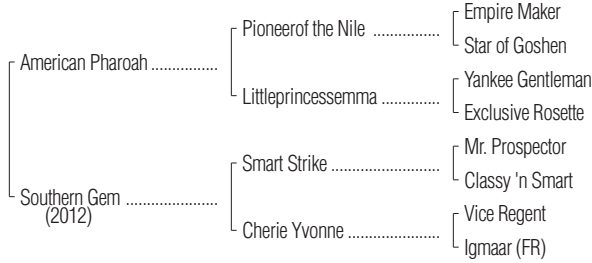 Empire Maker
Pioneerof the Nile ................
Star of Goshen
American Pharoah ................
Yankee Gentleman
Littleprincessemma ..............
Exclusive Rosette
Mr. Prospector
Smart Strike ..........................
Classy 'n Smart
Southern Gem ......................
(2012)
Vice Regent
Cherie Yvonne ......................
Igmaar (FR)